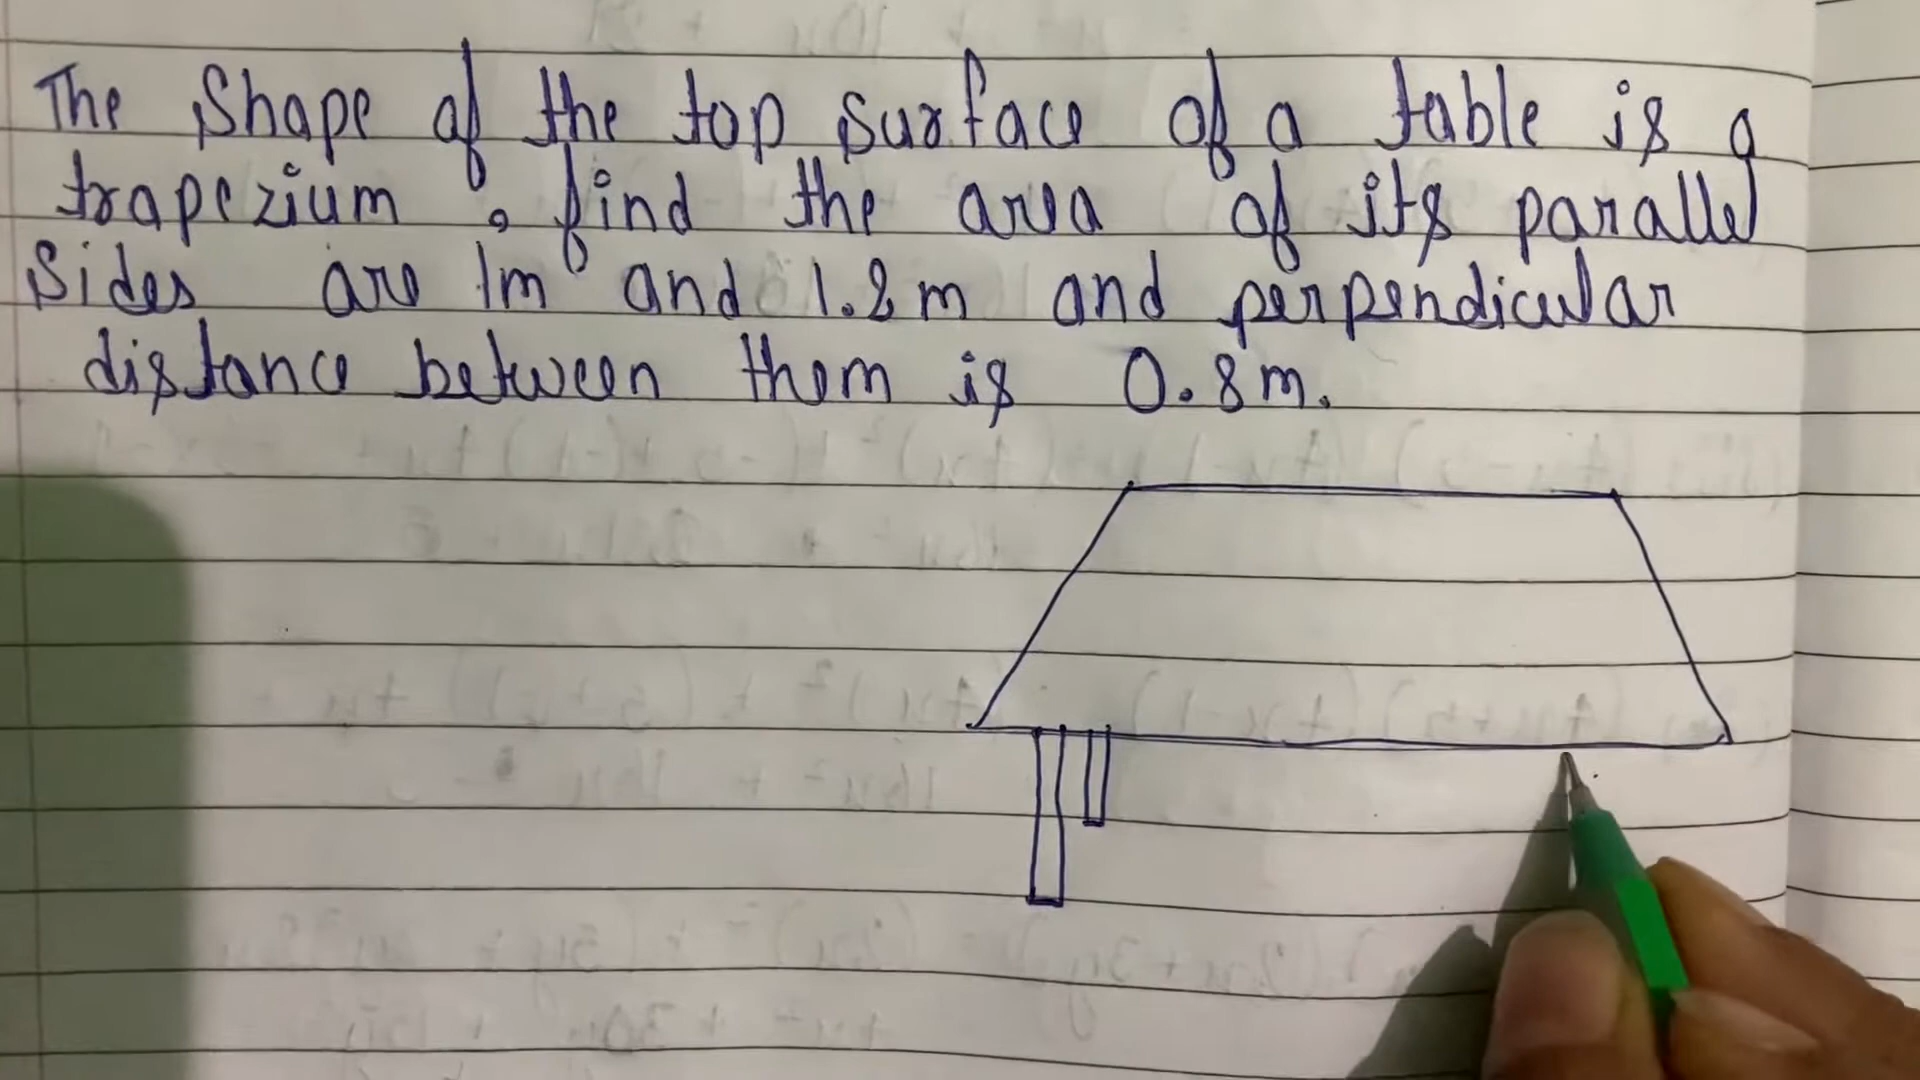 The Shape of the top surface of a table is a
trapezium, find the area of its parallel
Sides are 1m and 1.2m and perpendicular
distance between them is 0.8m.